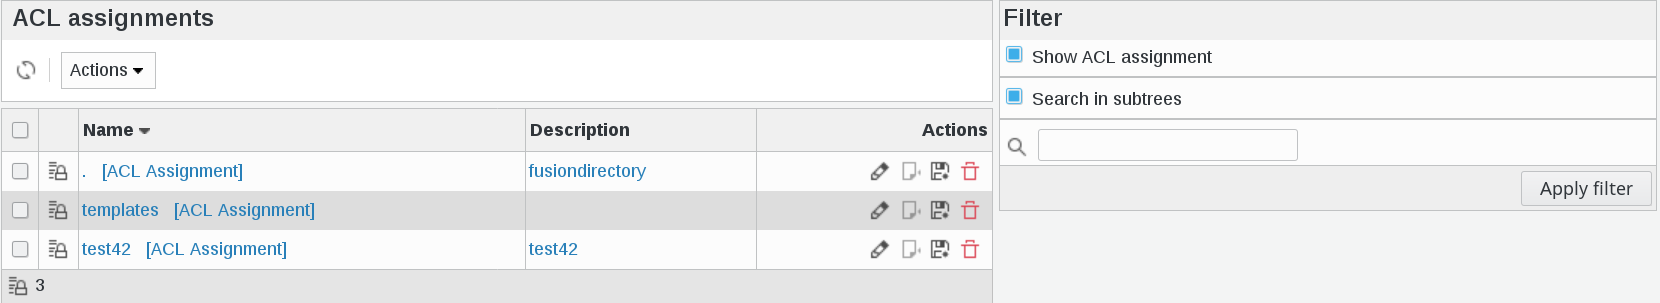 ACL assignments
Actions
Name Description Actions
. [ACL Assignment] fusiondirectory
templates [ACL Assignment]
test42 [ACL Assignment] test42
3
Filter
Show ACL assignment
Search in subtrees
Apply filter